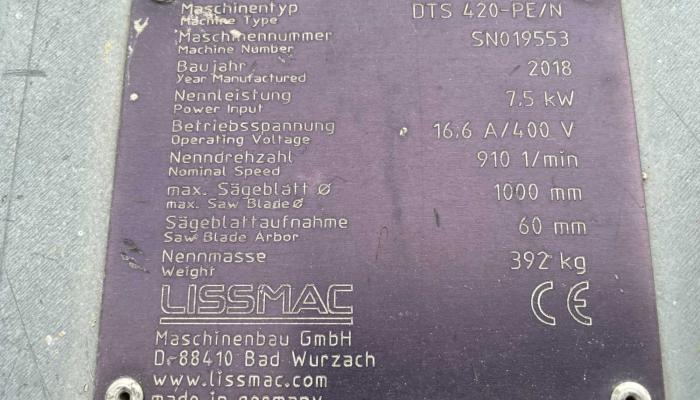 Maschinentyp DTS 420-PE/N
Machine Type
Maschinennummer SN019553
Machine Number
Baujahr 2018
Year Manufactured
Nennleistung 7.5 kW
Power Input
Betriebsspannung 16.6 A/400 V
Operating Voltage
Nenndrehzahl 910 1/min
Nominal Speed
max. Sägeblatt Ø 1000 mm
max. Saw Blade Ø
Sägeblattaufnahme 60 mm
Saw Blade Arbor
Nennmasse 392 kg
Weight
LISSMAC CE
Maschinenbau GmbH
D-88410 Bad Wurzach
www.lissmac.com
made in germany